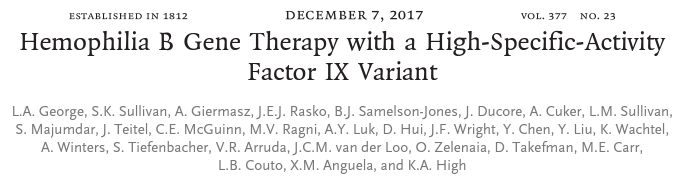 ESTABLISHED IN 1812 DECEMBER 7, 2017 VOL. 377 NO. 23
Hemophilia B Gene Therapy with a High-Specific-Activity
Factor IX Variant
L.A. George, S.K. Sullivan, A. Giermasz, J.E.J. Rasko, B.J. Samelson-Jones, J. Ducore, A. Cuker, L.M. Sullivan,
S. Majumdar, J. Teitel, C.E. McGuinn, M.V. Ragni, A.Y. Luk, D. Hui, J.F. Wright, Y. Chen, Y. Liu, K. Wachtel,
A. Winters, S. Tiefenbacher, V.R. Arruda, J.C.M. van der Loo, O. Zelenaia, D. Takefman, M.E. Carr,
L.B. Couto, X.M. Anguela, and K.A. High